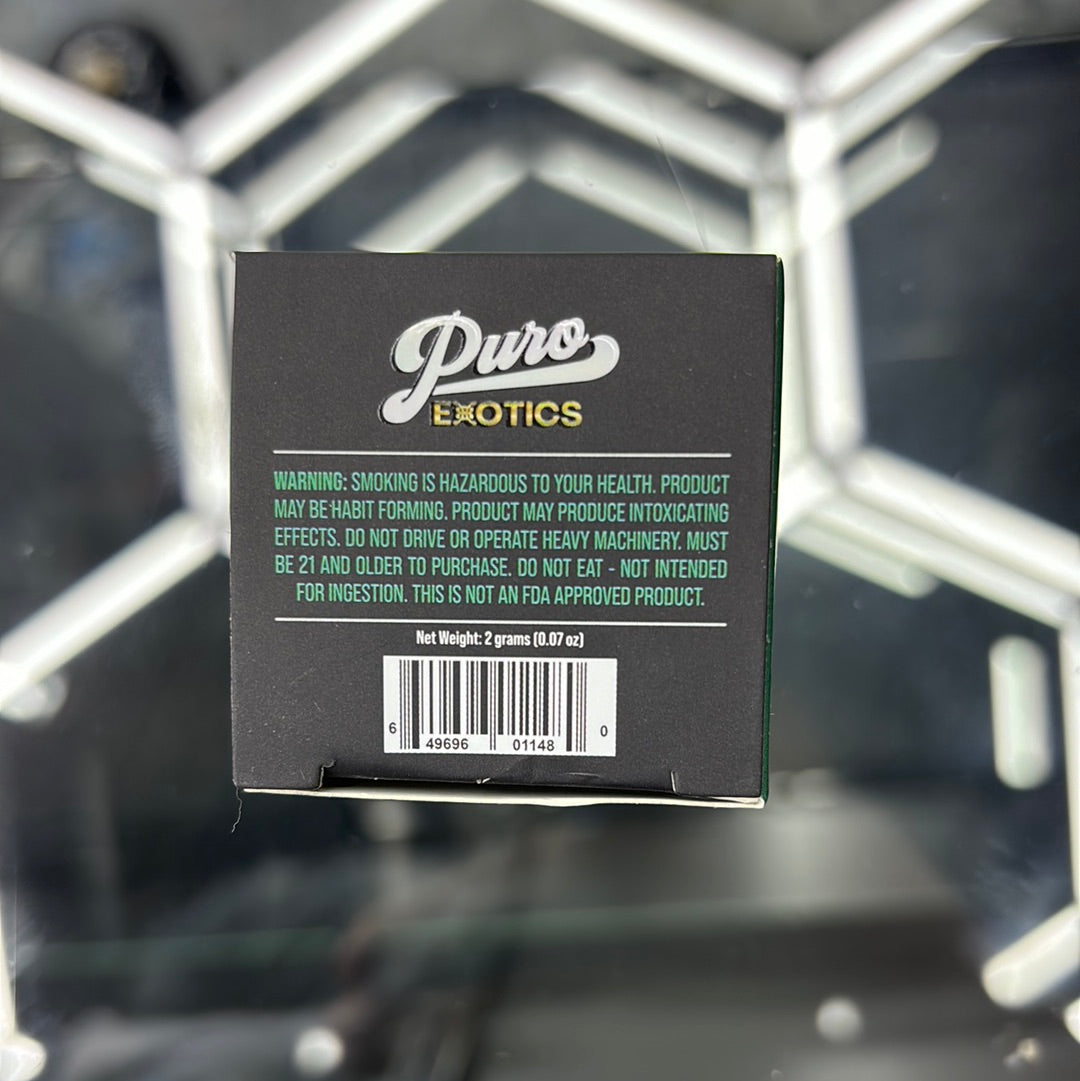 Puro
EXOTICS
WARNING: SMOKING IS HAZARDOUS TO YOUR HEALTH. PRODUCT
MAY BE HABIT FORMING. PRODUCT MAY PRODUCE INTOXICATING
EFFECTS. DO NOT DRIVE OR OPERATE HEAVY MACHINERY. MUST
BE 21 AND OLDER TO PURCHASE. DO NOT EAT - NOT INTENDED
FOR INGESTION. THIS IS NOT AN FDA APPROVED PRODUCT.
Net Weight: 2 grams (0.07 oz)
6 49696 01148 0